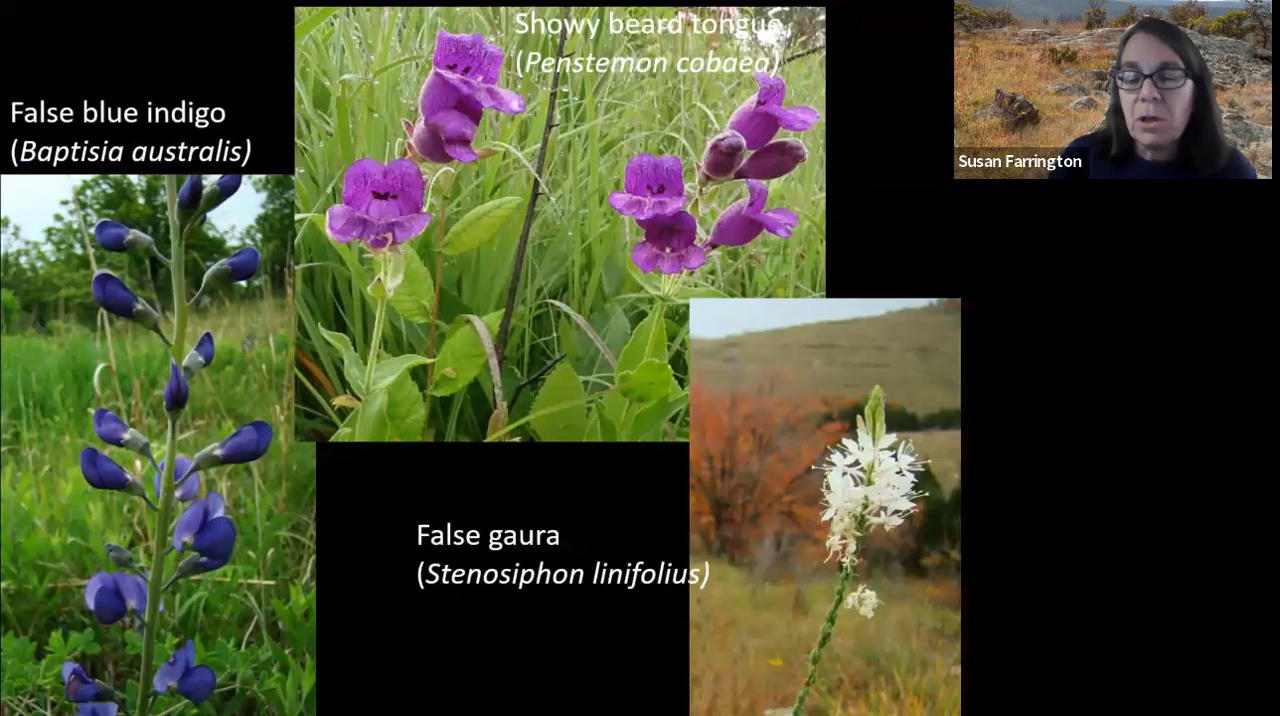 Showy beard tongue
(Penstemon cobaea)
False blue indigo
(Baptisia australis)
Susan Farrington
False gaura
(Stenosiphon linifolius)